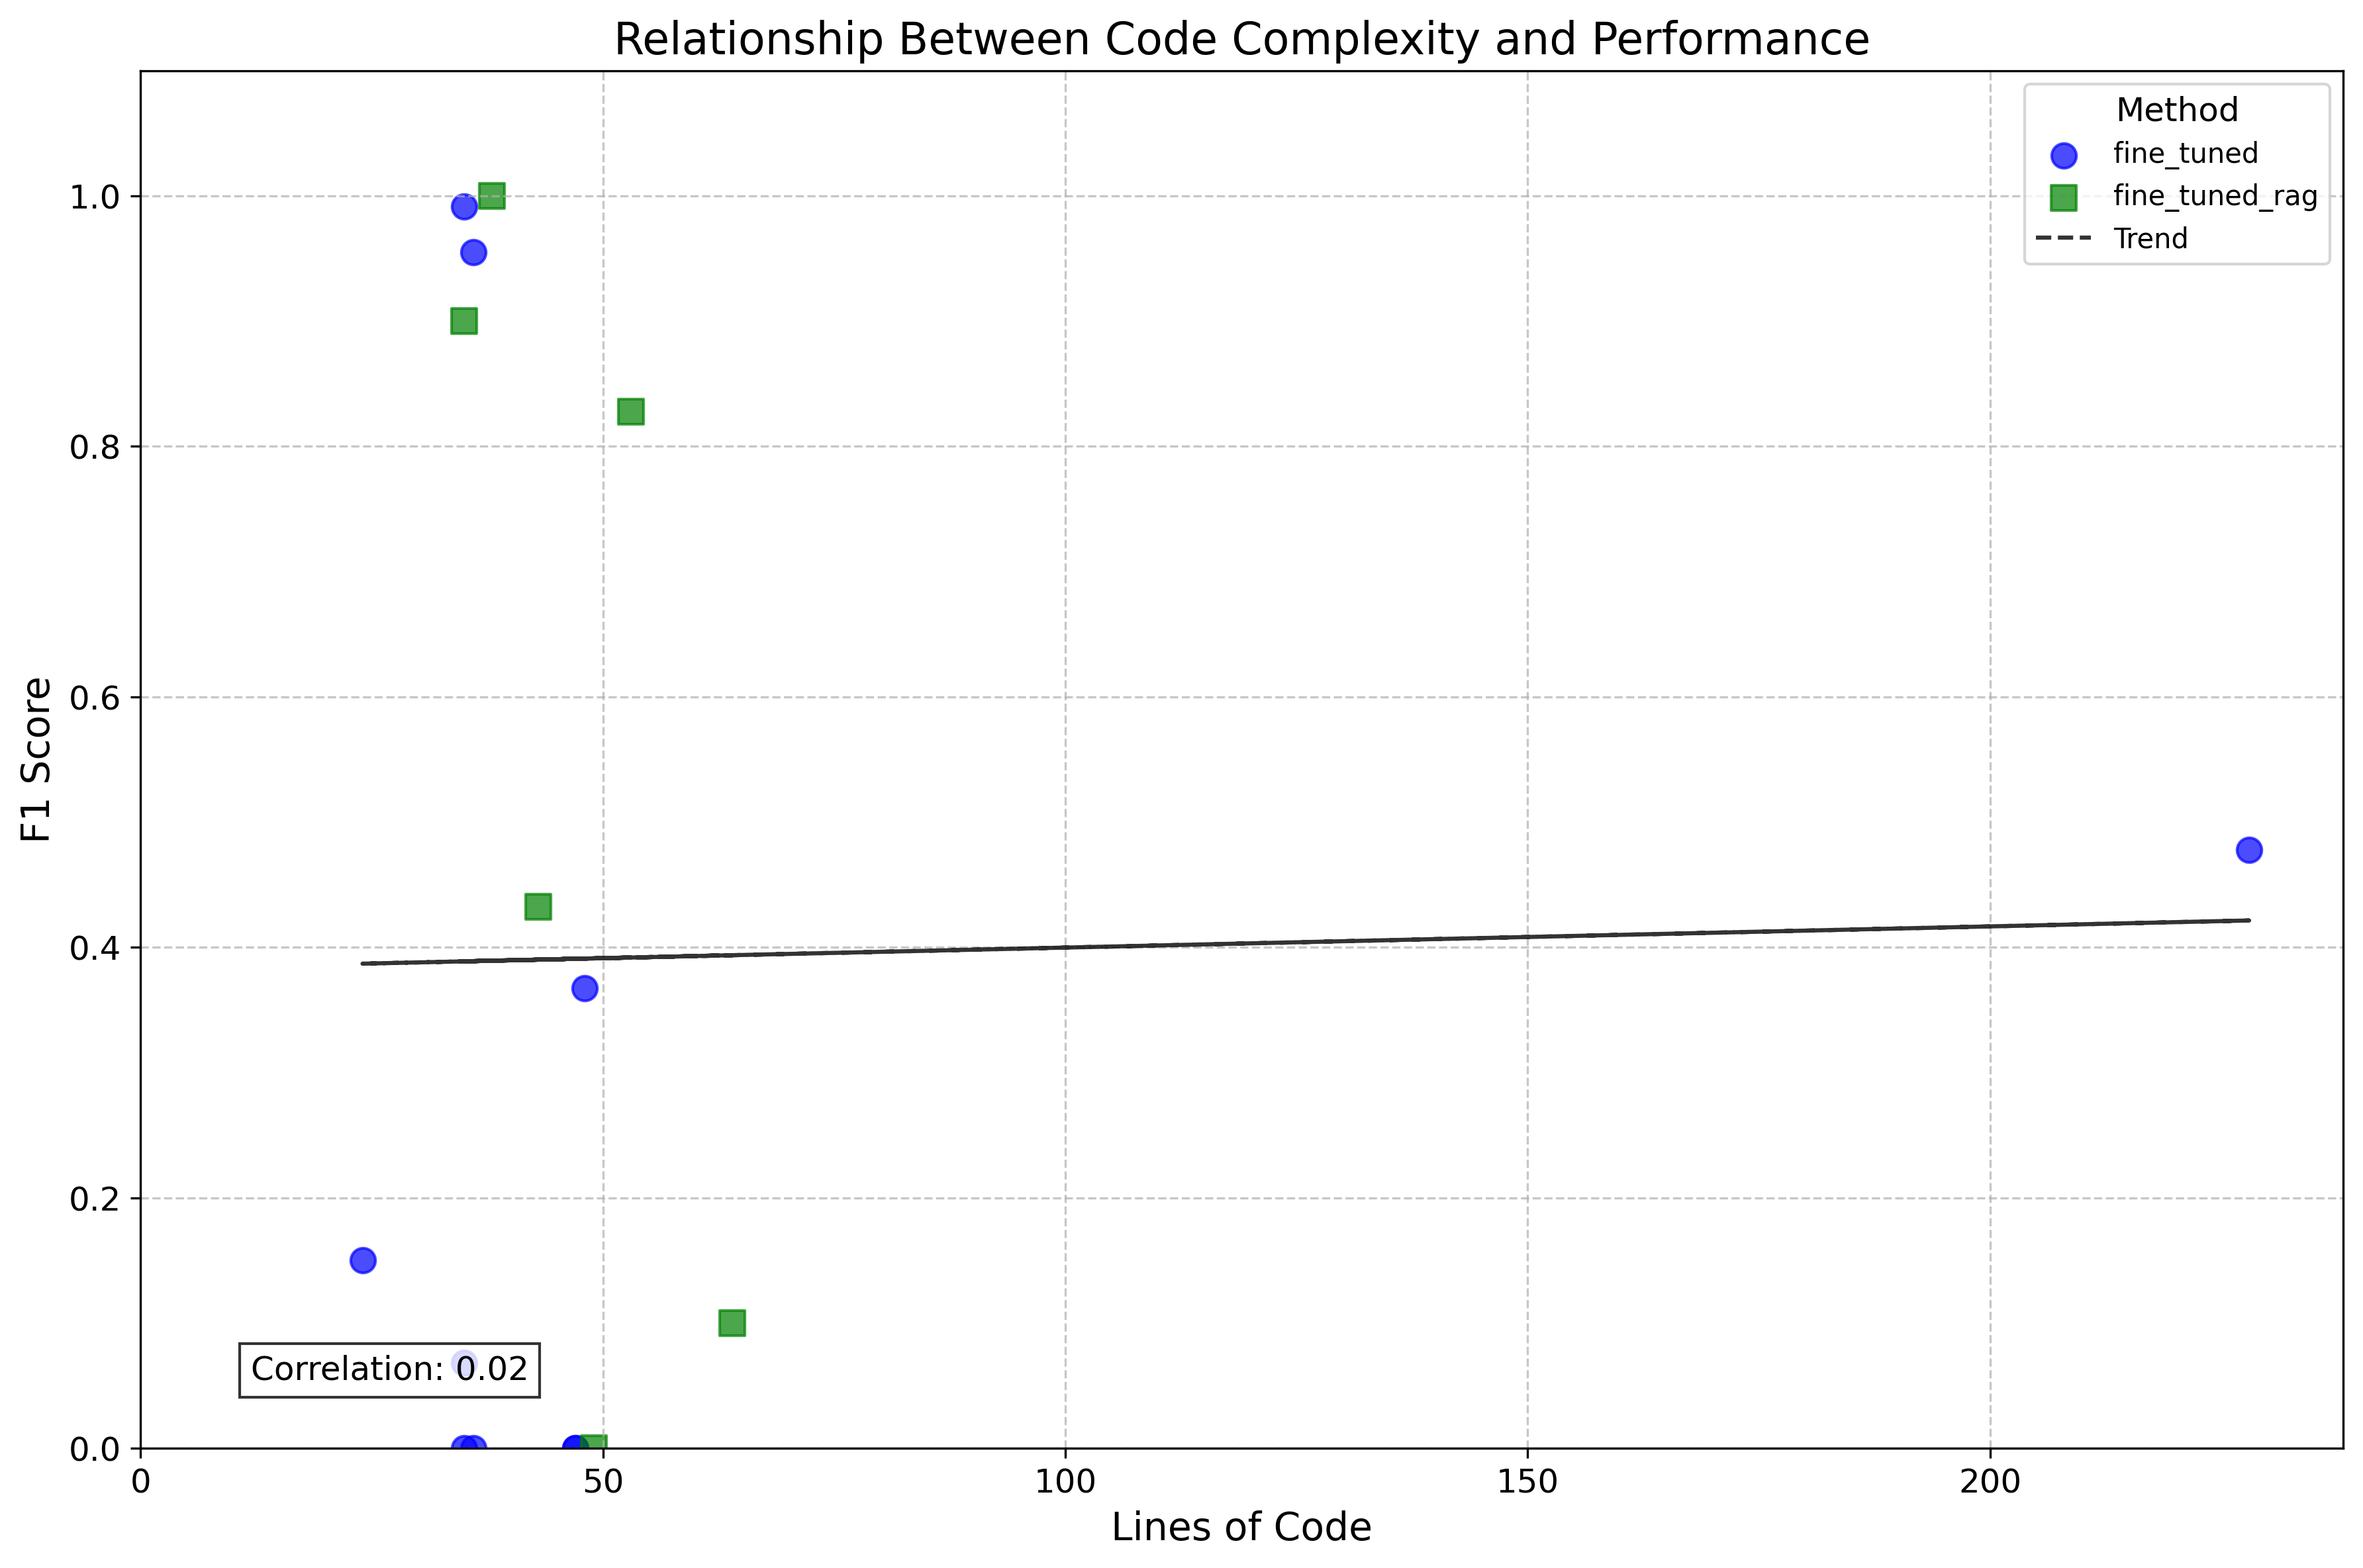 Relationship Between Code Complexity and Performance
Method
fine_tuned
fine_tuned_rag
Trend
1.0
0.8
0.6
0.4
0.2
0.0
F1 Score
Correlation: 0.02
0
50
100
150
200
Lines of Code